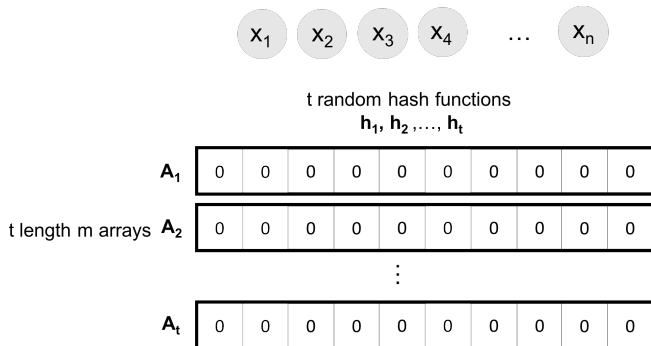 x₁ x₂ x₃ x₄ … xₙ
t random hash functions
h₁, h₂ ,…, hₜ
A₁ 0 0 0 0 0 0 0 0 0 0
t length m arrays A₂ 0 0 0 0 0 0 0 0 0 0
⋮
Aₜ 0 0 0 0 0 0 0 0 0 0